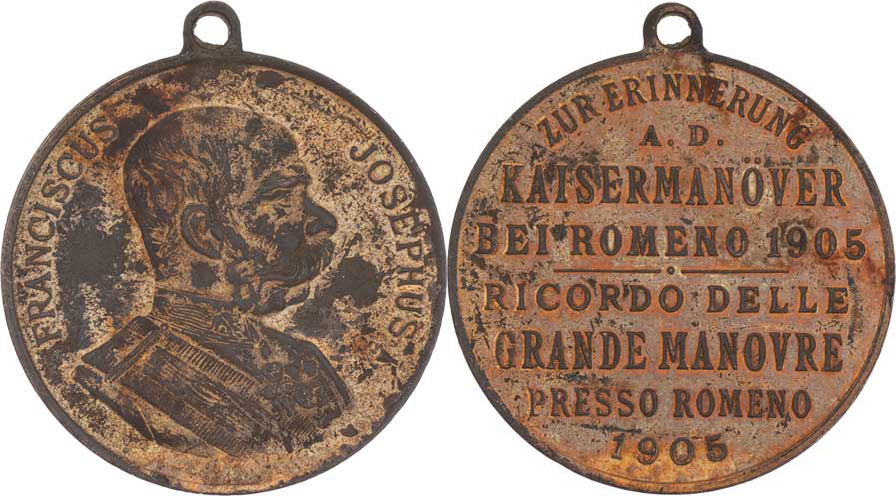 FRANCISCUS JOSEPHUS I
ZUR ERINNERUNG
A. D.
KAISERMANÖVER
BEI ROMENO 1905
RICORDO DELLE
GRANDE MANOVRE
PRESSO ROMENO
1905